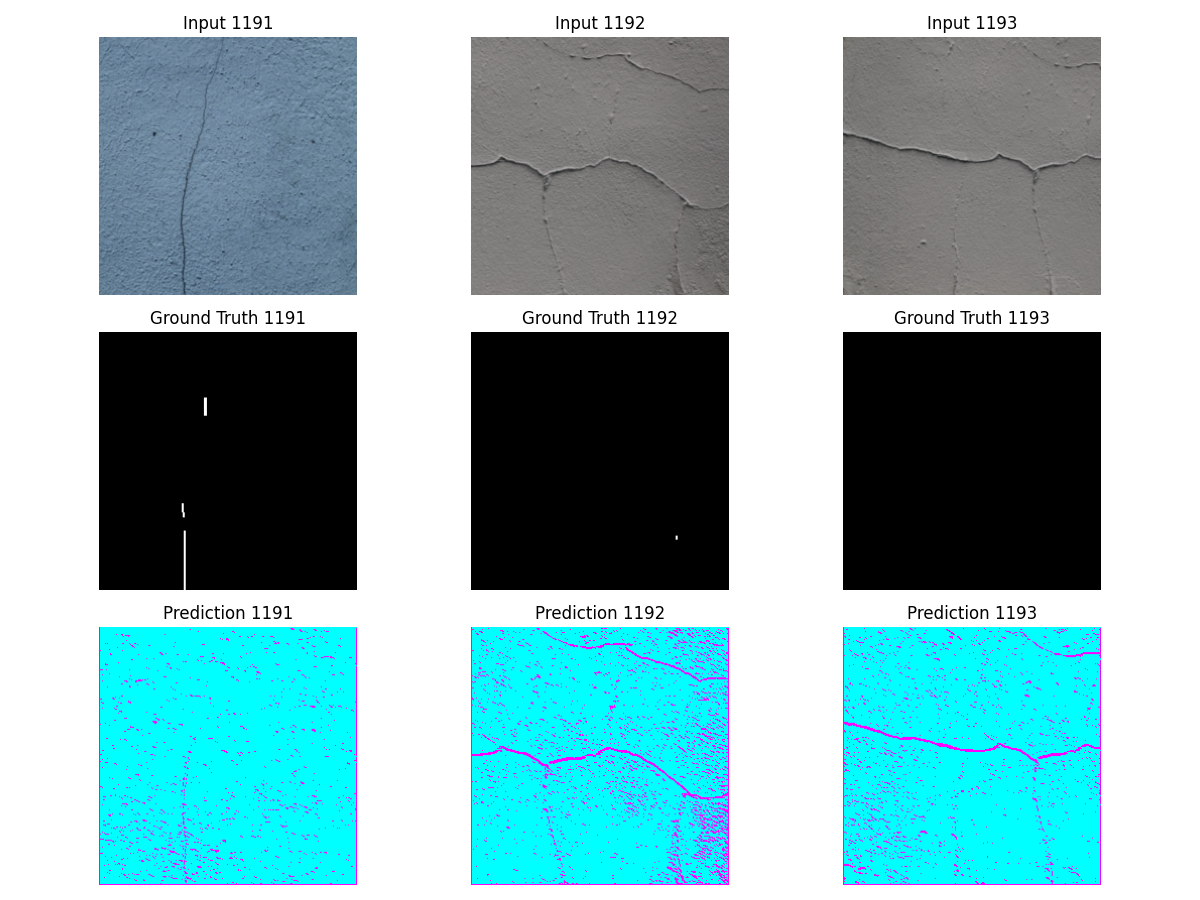 Input 1191
Input 1192
Input 1193
Ground Truth 1191
Ground Truth 1192
Ground Truth 1193
Prediction 1191
Prediction 1192
Prediction 1193